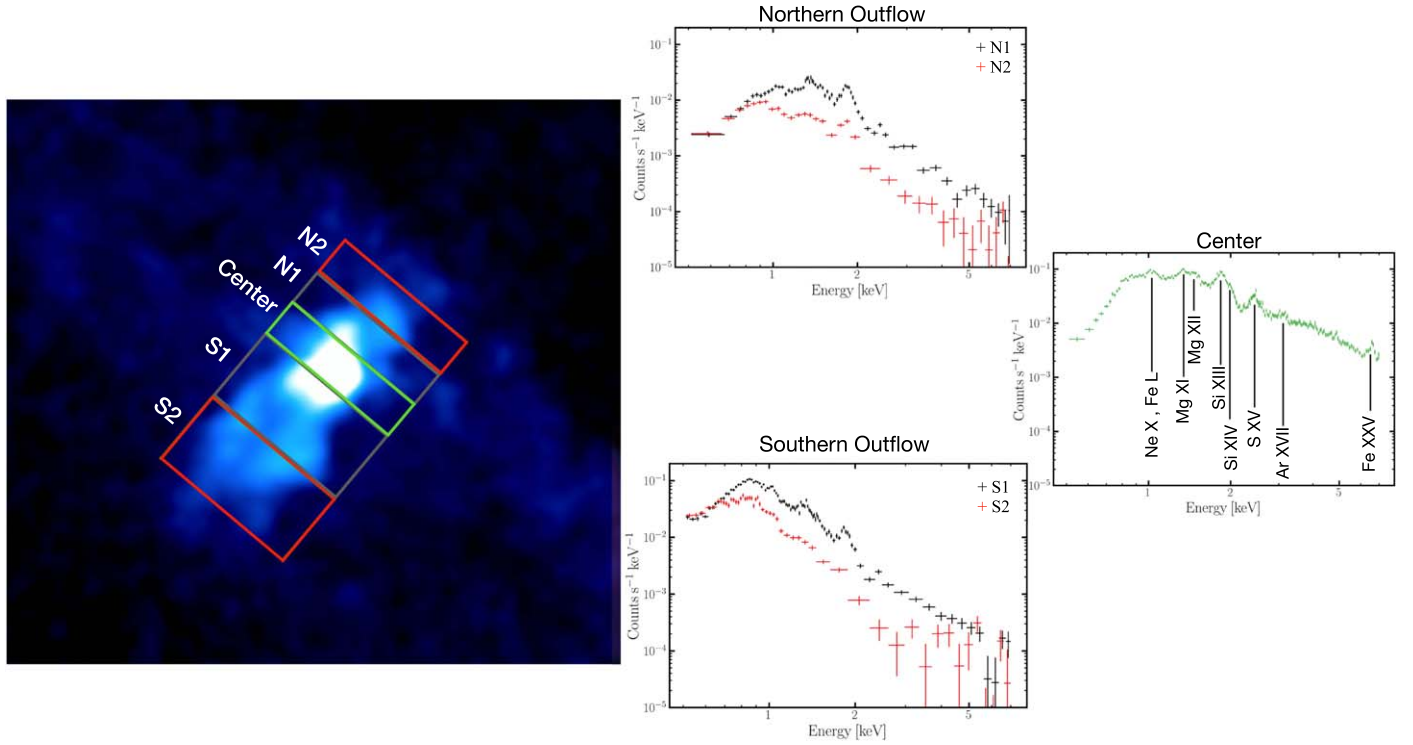 N2
N1
Center
S1
S2
Northern Outflow
N1
N2
10⁻¹
10⁻²
10⁻³
10⁻⁴
10⁻⁵
Counts s⁻¹ keV⁻¹
1
2
5
Energy [keV]
Southern Outflow
S1
S2
10⁻¹
10⁻²
10⁻³
10⁻⁴
10⁻⁵
Counts s⁻¹ keV⁻¹
1
2
5
Energy [keV]
Center
10⁻¹
10⁻²
10⁻³
10⁻⁴
10⁻⁵
Counts s⁻¹ keV⁻¹
Ne X , Fe L
Mg XI
Mg XII
Si XIII
Si XIV
S XV
Ar XVII
Fe XXV
1
2
5
Energy [keV]